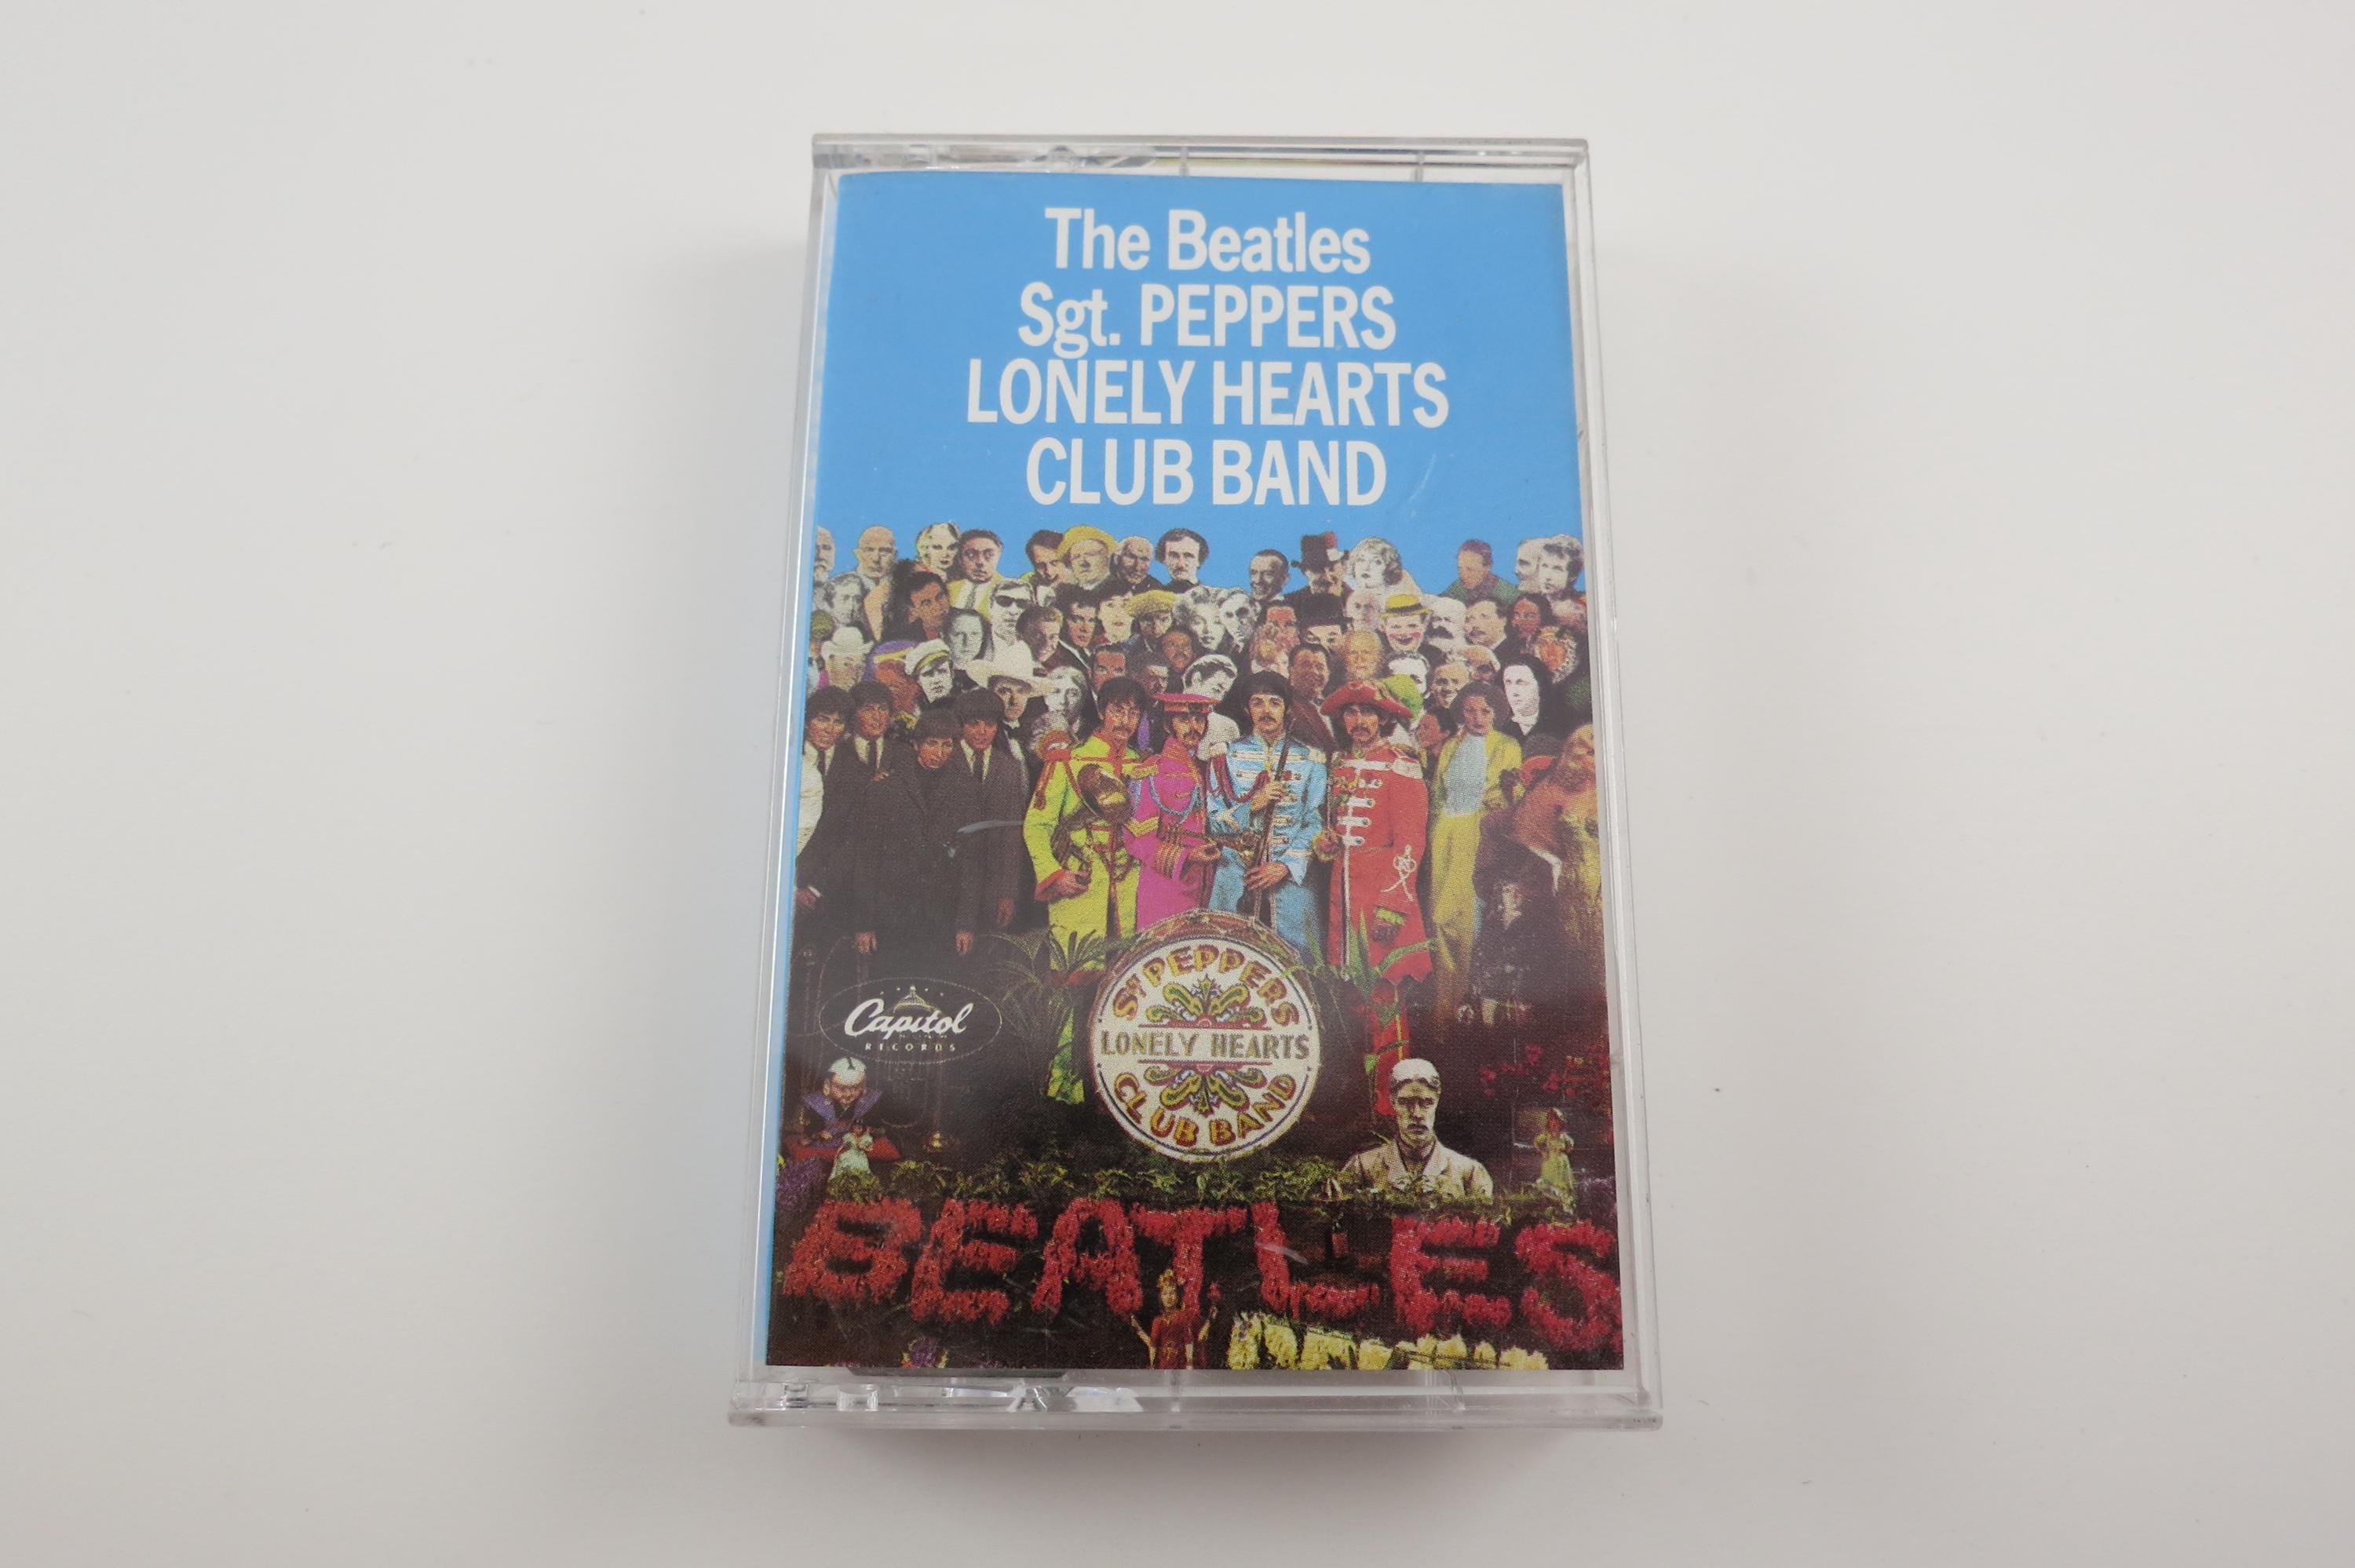 The Beatles
Sgt. PEPPERS
LONELY HEARTS
CLUB BAND
Capitol
RECORDS
SGT PEPPERS
LONELY HEARTS
CLUB BAND
BEATLES